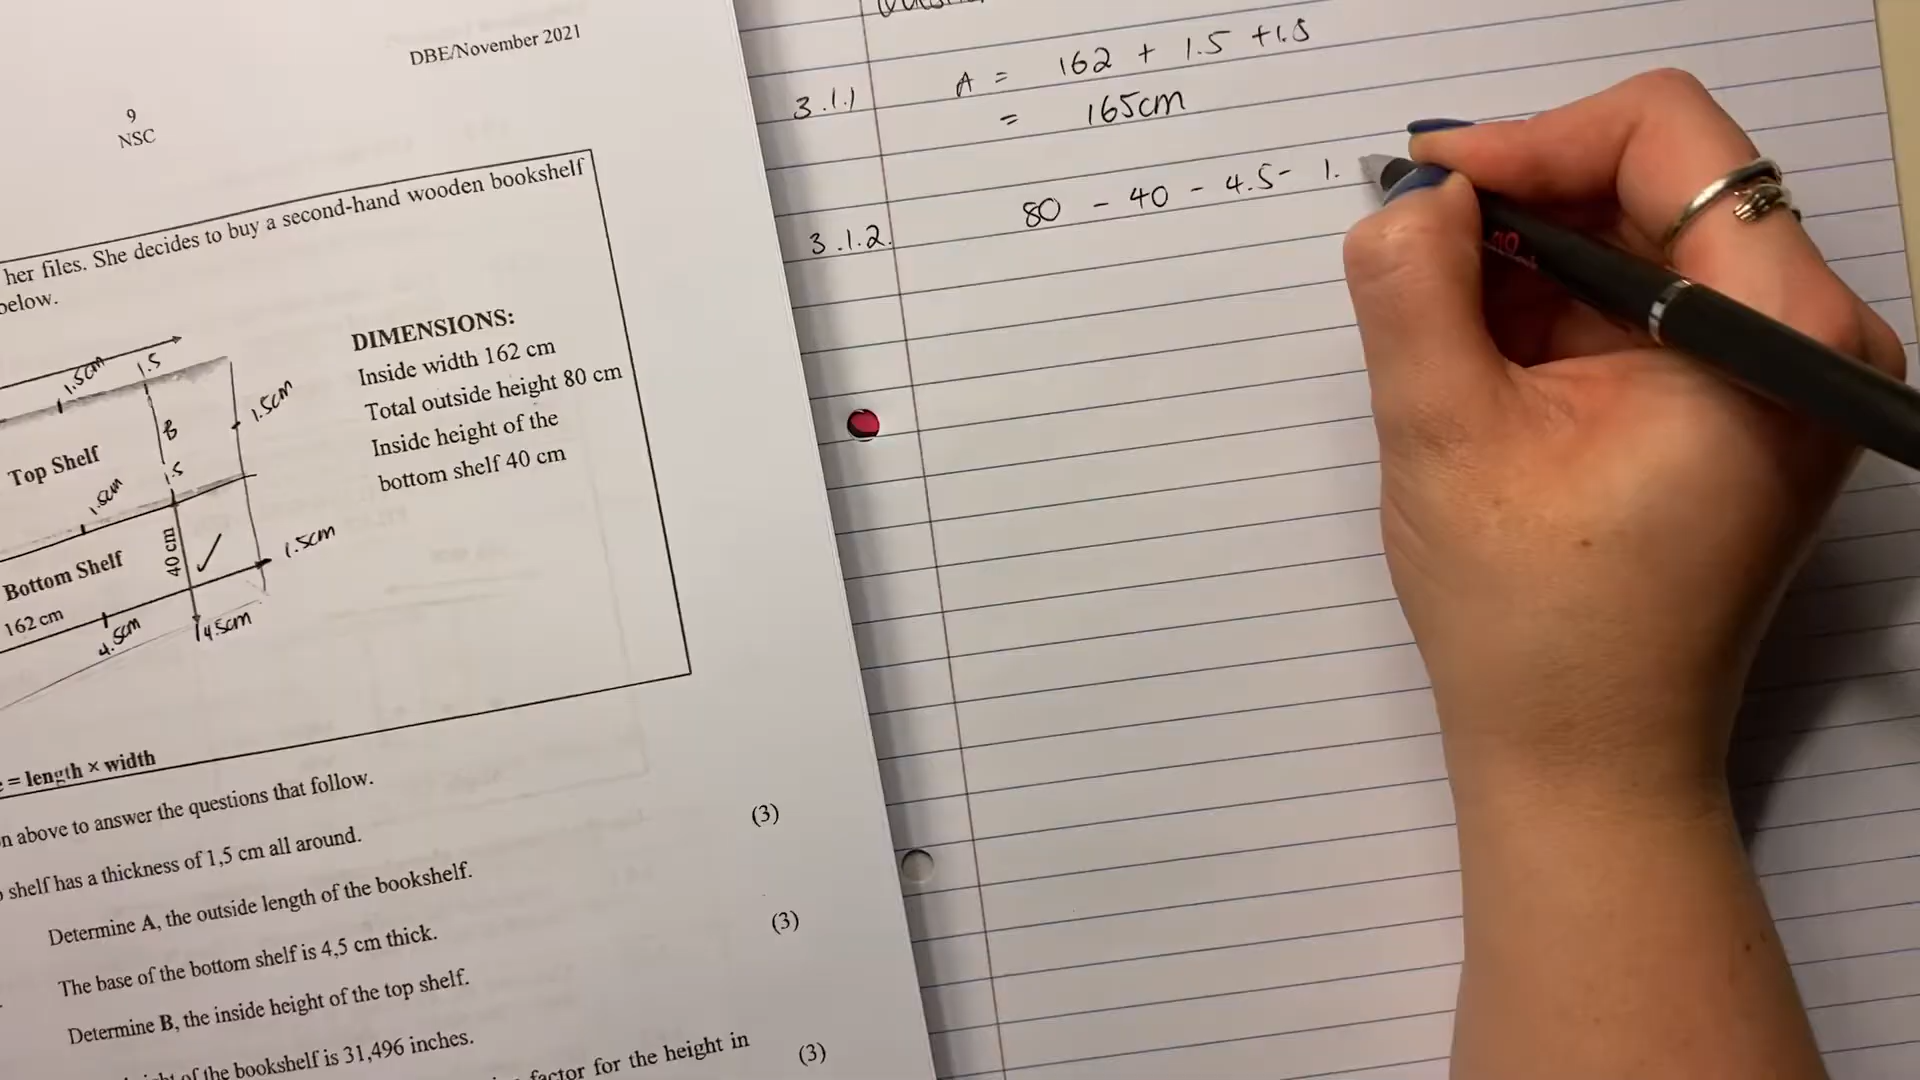 DBE/November 2021
9
NSC
her files. She decides to buy a second-hand wooden bookshelf
below.
DIMENSIONS:
Inside width 162 cm
Total outside height 80 cm
Inside height of the
bottom shelf 40 cm
1.5cm
1.5
1.5cm
B
Top Shelf
1.5
1.5cm
40 cm
1.5cm
Bottom Shelf
162 cm
4.5cm
4.5cm
= length × width
n above to answer the questions that follow.
(3)
shelf has a thickness of 1,5 cm all around.
Determine A, the outside length of the bookshelf.
(3)
The base of the bottom shelf is 4,5 cm thick.
Determine B, the inside height of the top shelf.
of the bookshelf is 31,496 inches.
factor for the height in
(3)
3.1.1 A = 162 + 1.5 +1.5
= 165cm
3.1.2. 80 - 40 - 4.5 - 1.